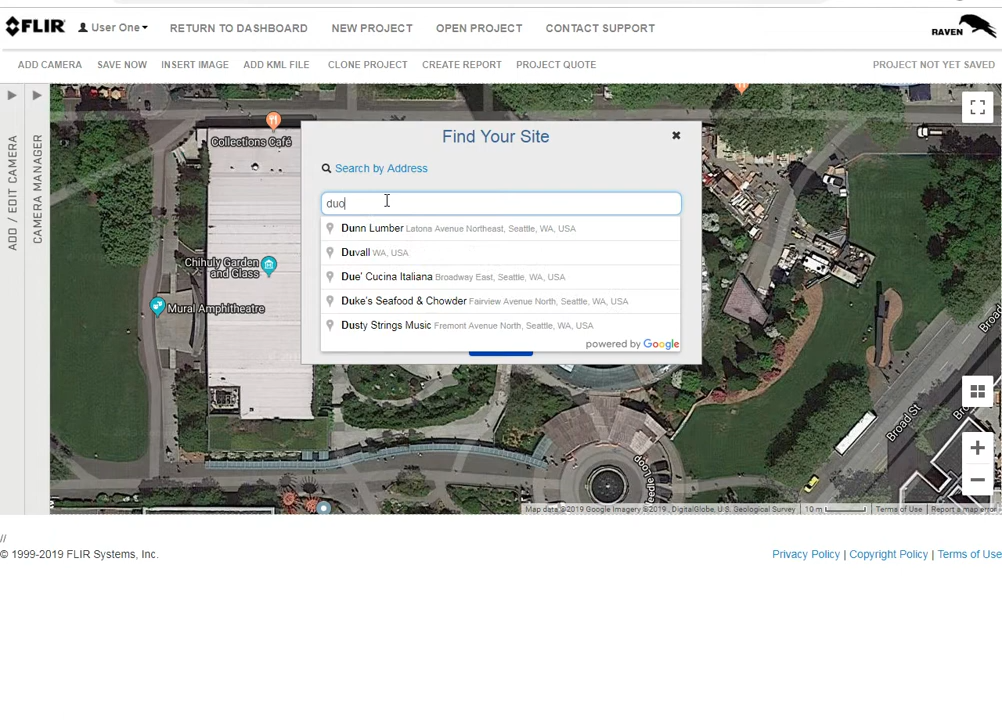 FLIR
User One
RETURN TO DASHBOARD
NEW PROJECT
OPEN PROJECT
CONTACT SUPPORT
RAVEN
ADD CAMERA
SAVE NOW
INSERT IMAGE
ADD KML FILE
CLONE PROJECT
CREATE REPORT
PROJECT QUOTE
PROJECT NOT YET SAVED
ADD / EDIT CAMERA
CAMERA MANAGER
Collections Café
Chihuly Garden
and Glass
Mural Amphitheatre
Find Your Site
Search by Address
duo
Dunn Lumber Latona Avenue Northeast, Seattle, WA, USA
Duvall WA, USA
Due' Cucina Italiana Broadway East, Seattle, WA, USA
Duke's Seafood & Chowder Fairview Avenue North, Seattle, WA, USA
Dusty Strings Music Fremont Avenue North, Seattle, WA, USA
powered by Google
Broad
Broad St
Bro
eedle Loop
Map data ©2019 Google Imagery ©2019 , DigitalGlobe, U.S. Geological Survey
10 m
Terms of Use
Report a map error
//
© 1999-2019 FLIR Systems, Inc.
Privacy Policy | Copyright Policy | Terms of Use